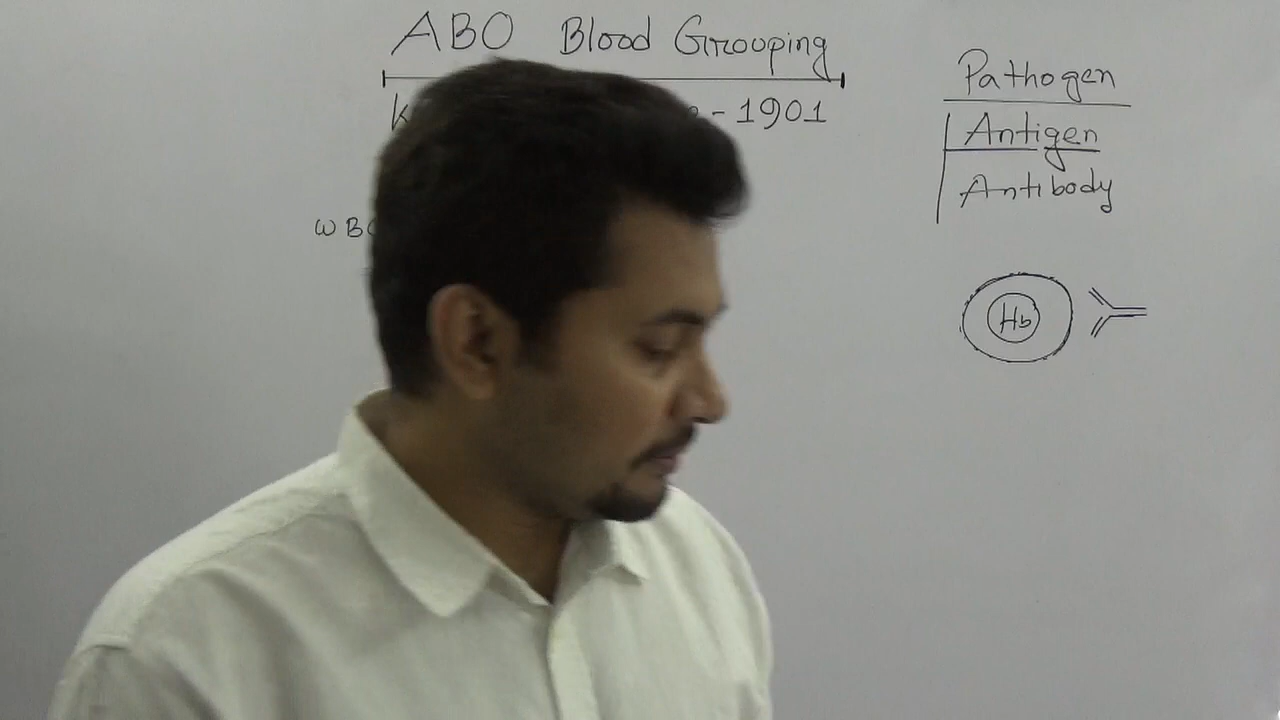 ABO Blood Grouping
- 1901
Pathogen
Antigen
Antibody
Hb